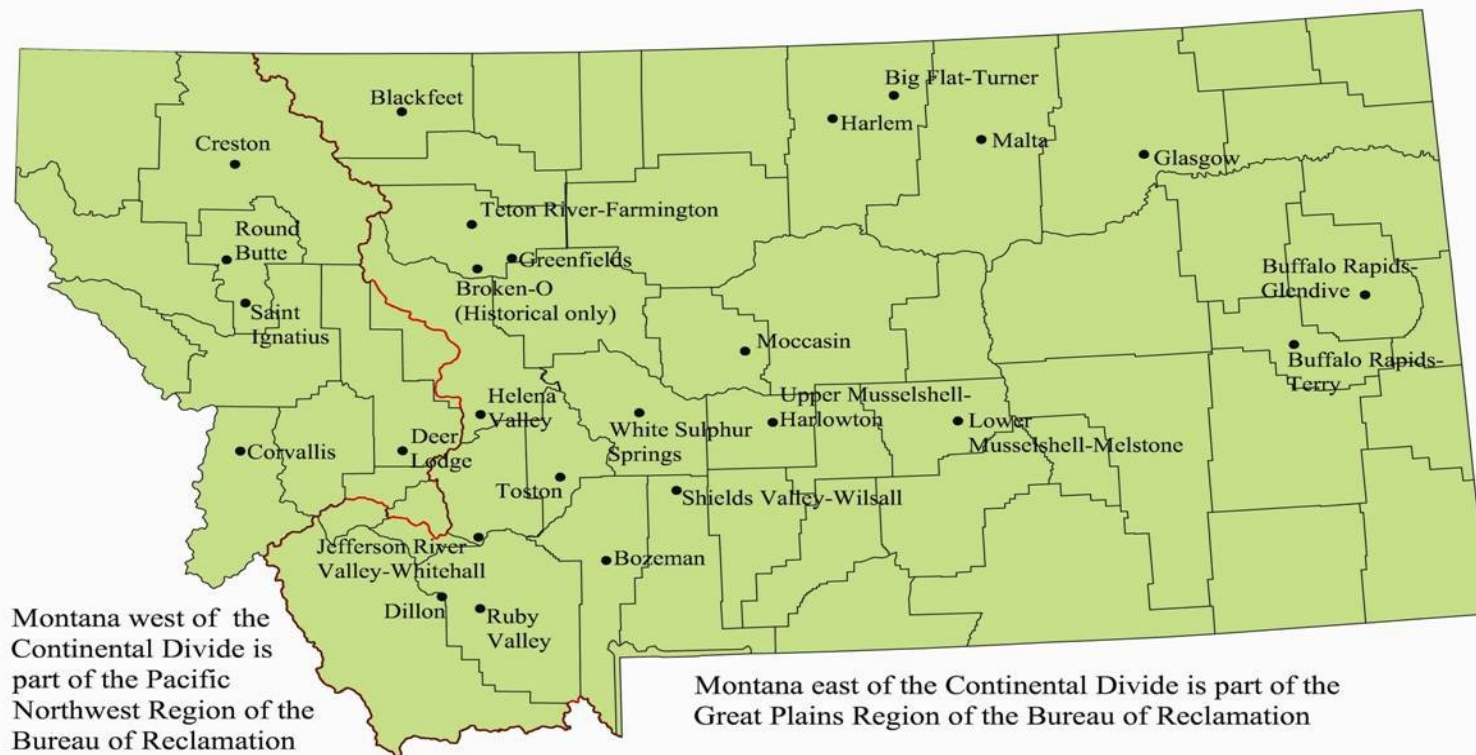 Big Flat-Turner
Blackfeet
Harlem
Malta
Creston
Glasgow
Teton River-Farmington
Round
Butte
Greenfields
Buffalo Rapids-
Glendive
Broken-O
(Historical only)
Saint
Ignatius
Moccasin
Buffalo Rapids-
Terry
Helena
Valley
Upper Musselshell-
Harlowton
White Sulphur
Springs
Lower
Musselshell-Melstone
Corvallis
Deer
Lodge
Toston
Shields Valley-Wilsall
Jefferson River
Valley-Whitehall
Bozeman
Dillon
Ruby
Valley
Montana west of the
Continental Divide is
part of the Pacific
Northwest Region of the
Bureau of Reclamation
Montana east of the Continental Divide is part of the
Great Plains Region of the Bureau of Reclamation